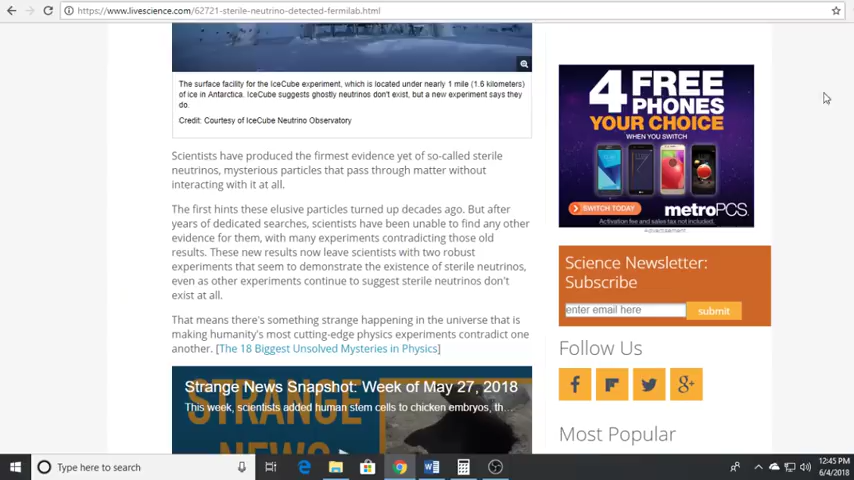 https://www.livescience.com/62721-sterile-neutrino-detected-fermilab.html
The surface facility for the IceCube experiment, which is located under nearly 1 mile (1.6 kilometers)
of ice in Antarctica. IceCube suggests ghostly neutrinos don't exist, but a new experiment says they
do.
Credit: Courtesy of IceCube Neutrino Observatory
Scientists have produced the firmest evidence yet of so-called sterile
neutrinos, mysterious particles that pass through matter without
interacting with it at all.
The first hints these elusive particles turned up decades ago. But after
years of dedicated searches, scientists have been unable to find any other
evidence for them, with many experiments contradicting those old
results. These new results now leave scientists with two robust
experiments that seem to demonstrate the existence of sterile neutrinos,
even as other experiments continue to suggest sterile neutrinos don't
exist at all.
That means there's something strange happening in the universe that is
making humanity's most cutting-edge physics experiments contradict one
another. [The 18 Biggest Unsolved Mysteries in Physics]
STRANGE
NEWS
Strange News Snapshot: Week of May 27, 2018
This week, scientists added human stem cells to chicken embryos, th...
4 FREE
PHONES
YOUR CHOICE
WHEN YOU SWITCH
SWITCH TODAY
metroPCS.
Activation fee and sales tax not included.
Advertisement
Science Newsletter:
Subscribe
enter email here
submit
Follow Us
Most Popular
Type here to search
12:45 PM
6/4/2018